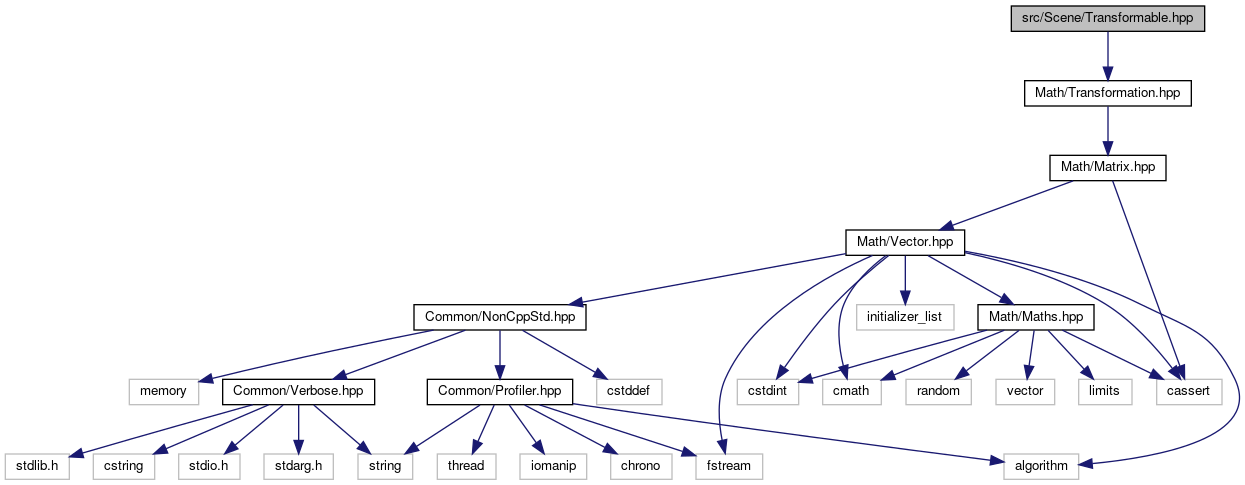 src/Scene/Transformable.hpp
Math/Transformation.hpp
Math/Matrix.hpp
Math/Vector.hpp
Common/NonCppStd.hpp
initializer_list
Math/Maths.hpp
memory
Common/Verbose.hpp
Common/Profiler.hpp
cstddef
cstdint
cmath
random
vector
limits
cassert
stdlib.h
cstring
stdio.h
stdarg.h
string
thread
iomanip
chrono
fstream
algorithm